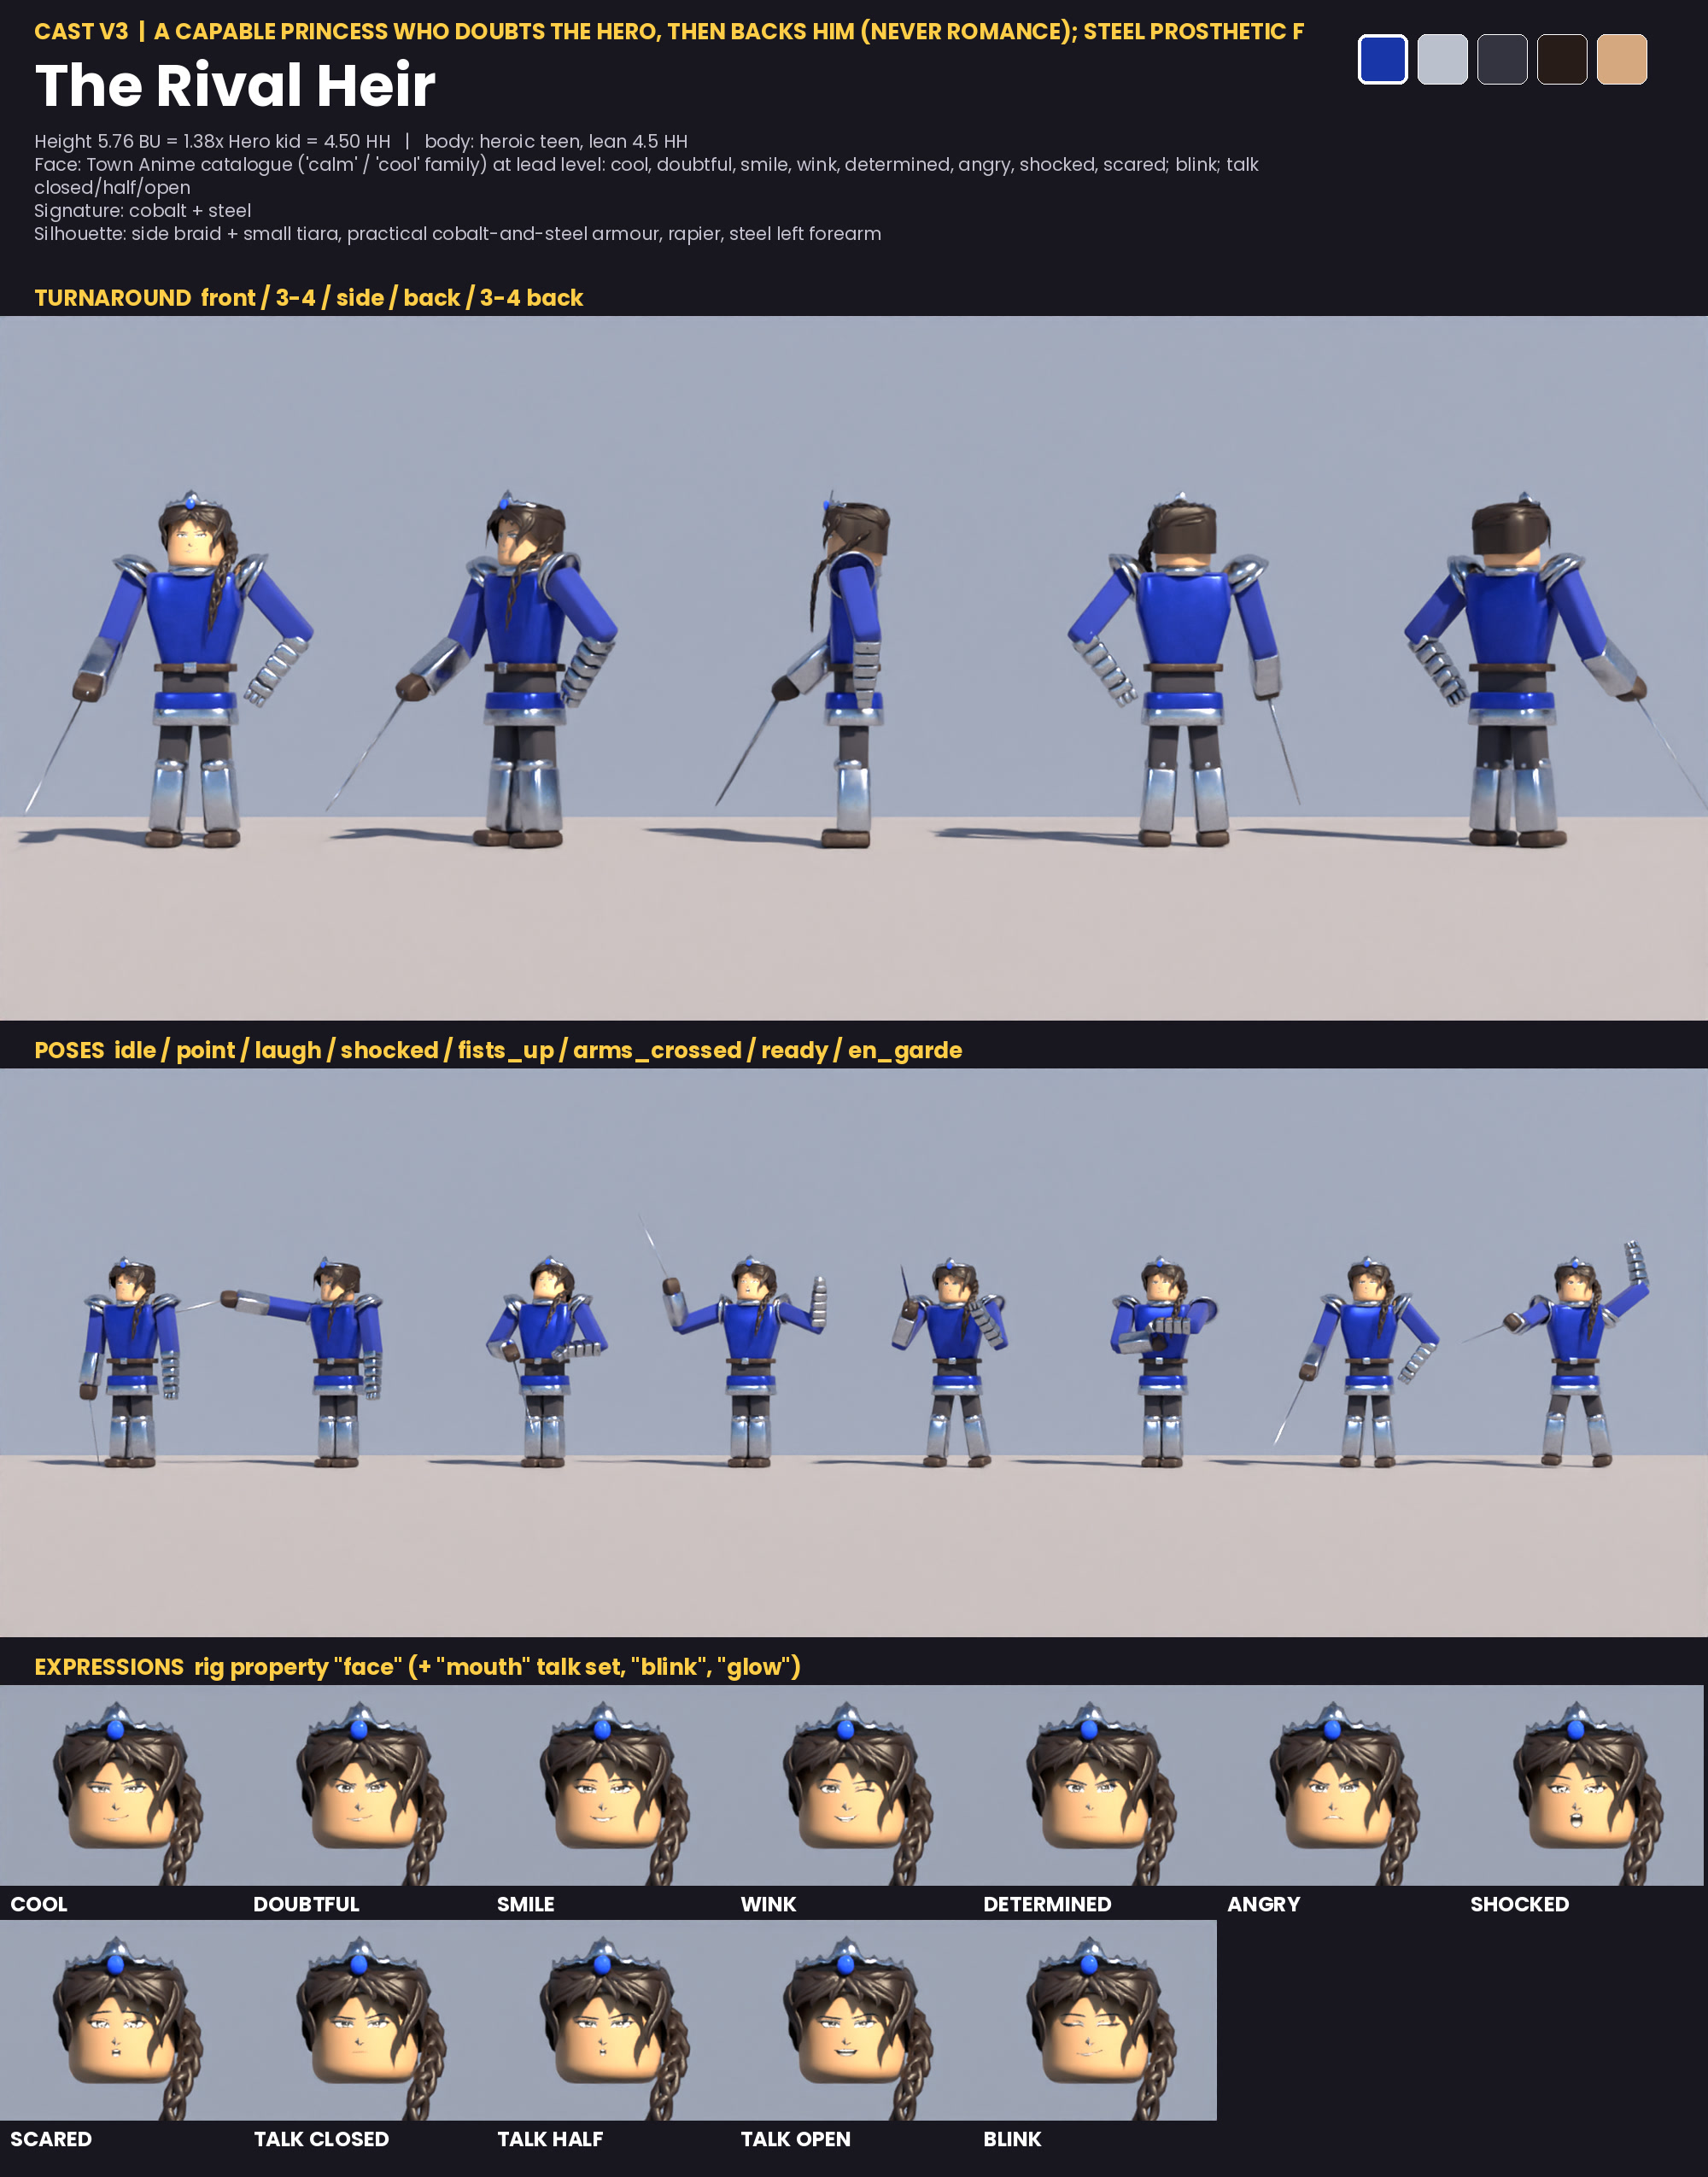 CAST V3 | A CAPABLE PRINCESS WHO DOUBTS THE HERO, THEN BACKS HIM (NEVER ROMANCE); STEEL PROSTHETIC F
The Rival Heir
Height 5.76 BU = 1.38x Hero kid = 4.50 HH | body: heroic teen, lean 4.5 HH
Face: Town Anime catalogue ('calm' / 'cool' family) at lead level: cool, doubtful, smile, wink, determined, angry, shocked, scared; blink; talk
closed/half/open
Signature: cobalt + steel
Silhouette: side braid + small tiara, practical cobalt-and-steel armour, rapier, steel left forearm
TURNAROUND front / 3-4 / side / back / 3-4 back
POSES idle / point / laugh / shocked / fists_up / arms_crossed / ready / en_garde
EXPRESSIONS rig property "face" (+ "mouth" talk set, "blink", "glow")
COOL DOUBTFUL SMILE WINK DETERMINED ANGRY SHOCKED
SCARED TALK CLOSED TALK HALF TALK OPEN BLINK